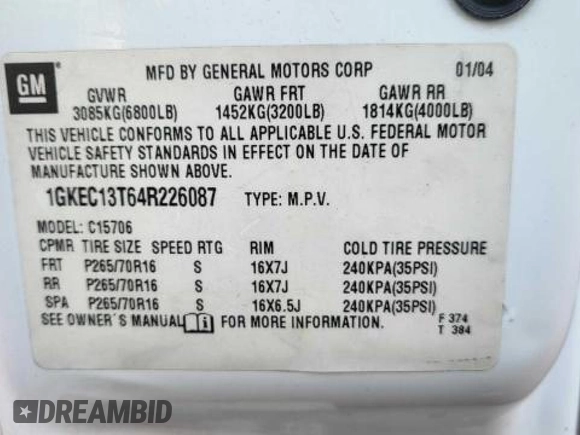 GM
MFD BY GENERAL MOTORS CORP 01/04
GVWR GAWR FRT GAWR RR
3085KG(6800LB) 1452KG(3200LB) 1814KG(4000LB)
THIS VEHICLE CONFORMS TO ALL APPLICABLE U.S. FEDERAL MOTOR
VEHICLE SAFETY STANDARDS IN EFFECT ON THE DATE OF
MANUFACTURE SHOWN ABOVE.
1GKEC13T64R226087 TYPE: M.P.V.
MODEL: C15706
CPMR TIRE SIZE SPEED RTG RIM COLD TIRE PRESSURE
FRT P265/70R16 S 16X7J 240KPA(35PSI)
RR P265/70R16 S 16X7J 240KPA(35PSI)
SPA P265/70R16 S 16X6.5J 240KPA(35PSI)
SEE OWNER'S MANUAL FOR MORE INFORMATION. F 374
T 384
DREAMBID